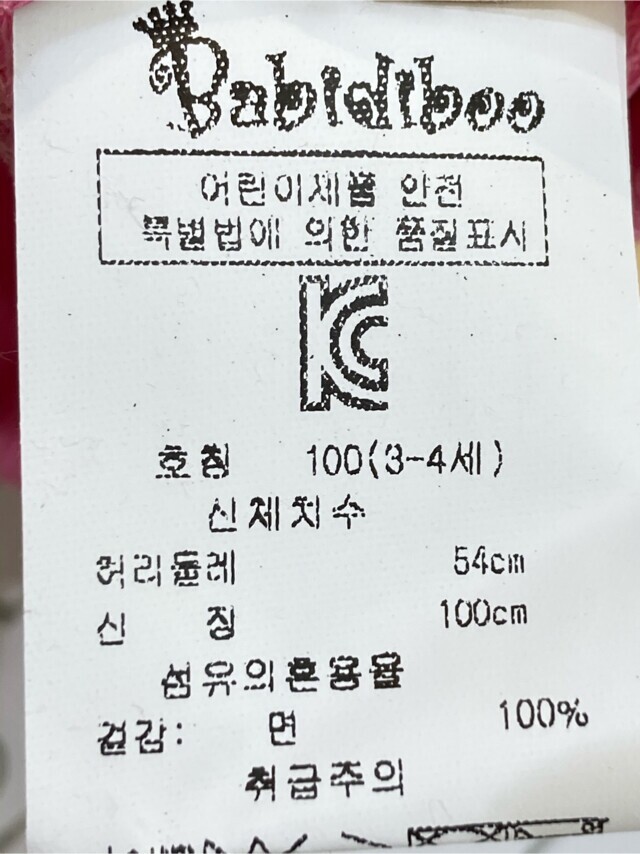 Babidiboo
어린이제품 안전
특별법에 의한 품질표시
KC
호칭 100(3-4세)
신체치수
허리둘레 54cm
신 장 100cm
섬유의혼용율
겉감: 면 100%
취급주의